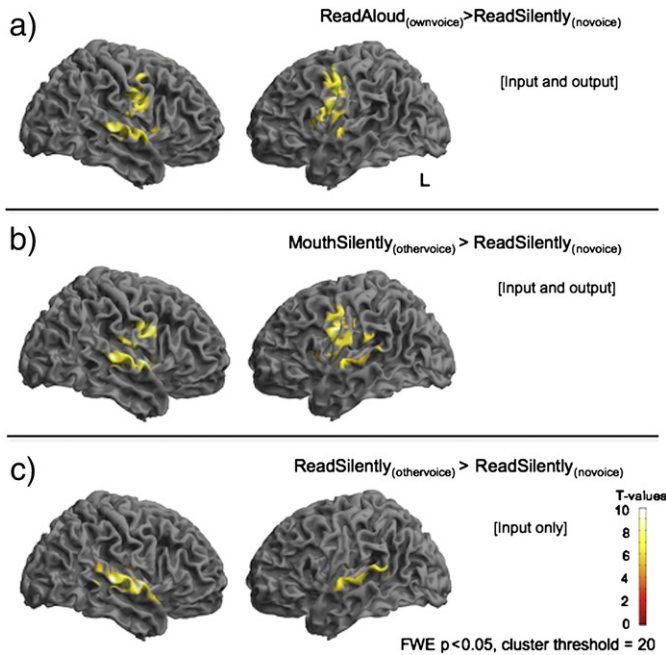 a)
ReadAloud(ownvoice)>ReadSilently(novoice)
[Input and output]
L
b)
MouthSilently(othervoice) > ReadSilently(novoice)
[Input and output]
c)
ReadSilently(othervoice) > ReadSilently(novoice)
[Input only]
T-values
10
8
6
4
2
0
FWE p<0.05, cluster threshold = 20